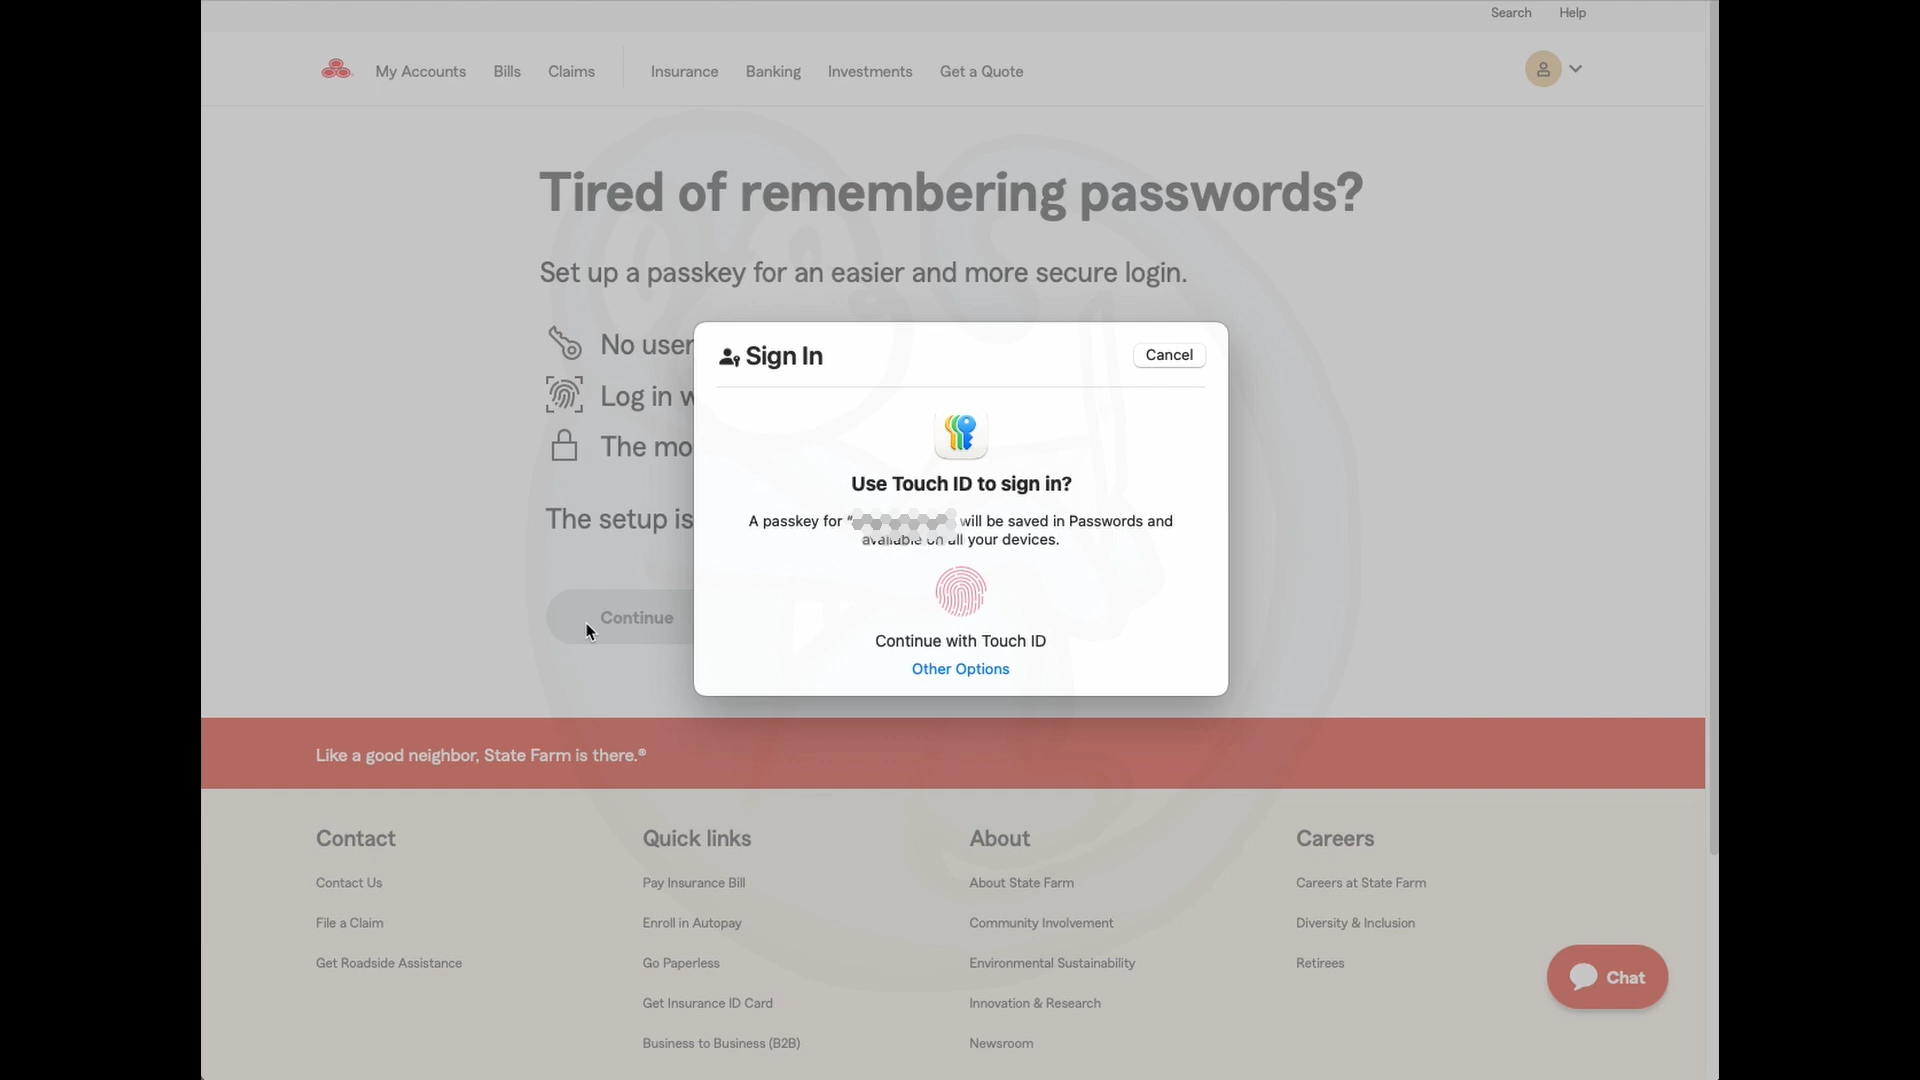 Search Help
My Accounts Bills Claims Insurance Banking Investments Get a Quote
Tired of remembering passwords?
Set up a passkey for an easier and more secure login.
No user
Log in w
The mo
The setup is
Continue
Sign In
Cancel
Use Touch ID to sign in?
A passkey for “ will be saved in Passwords and
available on all your devices.
Continue with Touch ID
Other Options
Like a good neighbor, State Farm is there.®
Contact
Contact Us
File a Claim
Get Roadside Assistance
Quick links
Pay Insurance Bill
Enroll in Autopay
Go Paperless
Get Insurance ID Card
Business to Business (B2B)
About
About State Farm
Community Involvement
Environmental Sustainability
Innovation & Research
Newsroom
Careers
Careers at State Farm
Diversity & Inclusion
Retirees
Chat